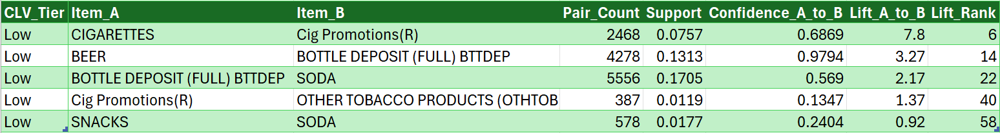 CLV_Tier Item_A Item_B Pair_Count Support Confidence_A_to_B Lift_A_to_B Lift_Rank
Low CIGARETTES Cig Promotions(R) 2468 0.0757 0.6869 7.8 6
Low BEER BOTTLE DEPOSIT (FULL) BTTDEP 4278 0.1313 0.9794 3.27 14
Low BOTTLE DEPOSIT (FULL) BTTDEP SODA 5556 0.1705 0.569 2.17 22
Low Cig Promotions(R) OTHER TOBACCO PRODUCTS (OTHTOB 387 0.0119 0.1347 1.37 40
Low SNACKS SODA 578 0.0177 0.2404 0.92 58